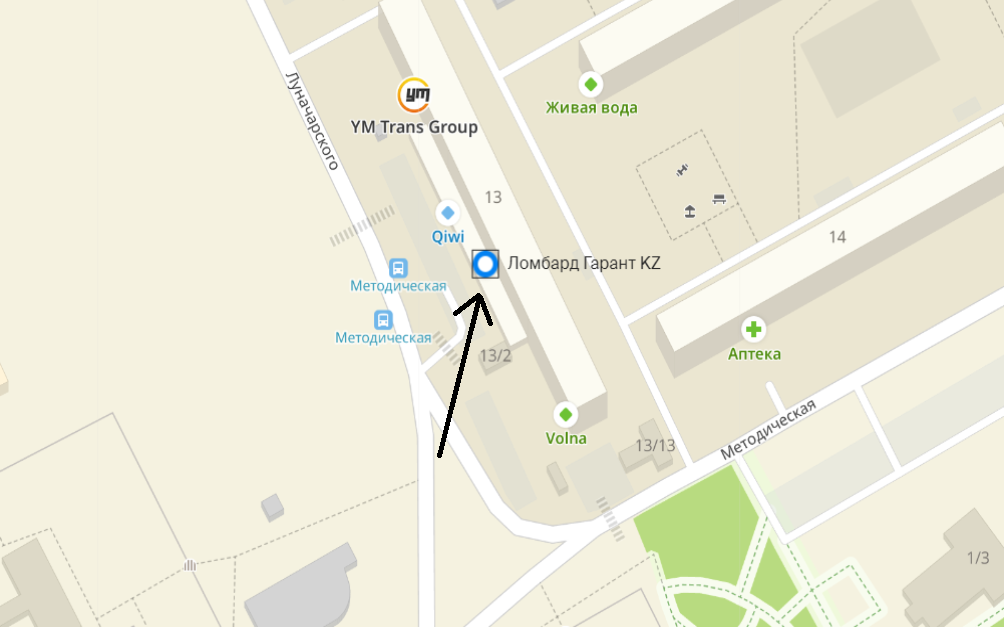 Луначарского
ym
YM Trans Group
Живая вода
13
Qiwi
Ломбард Гарант KZ
14
Методическая
Методическая
13/2
Аптека
Volna
13/13
Методическая
1/3